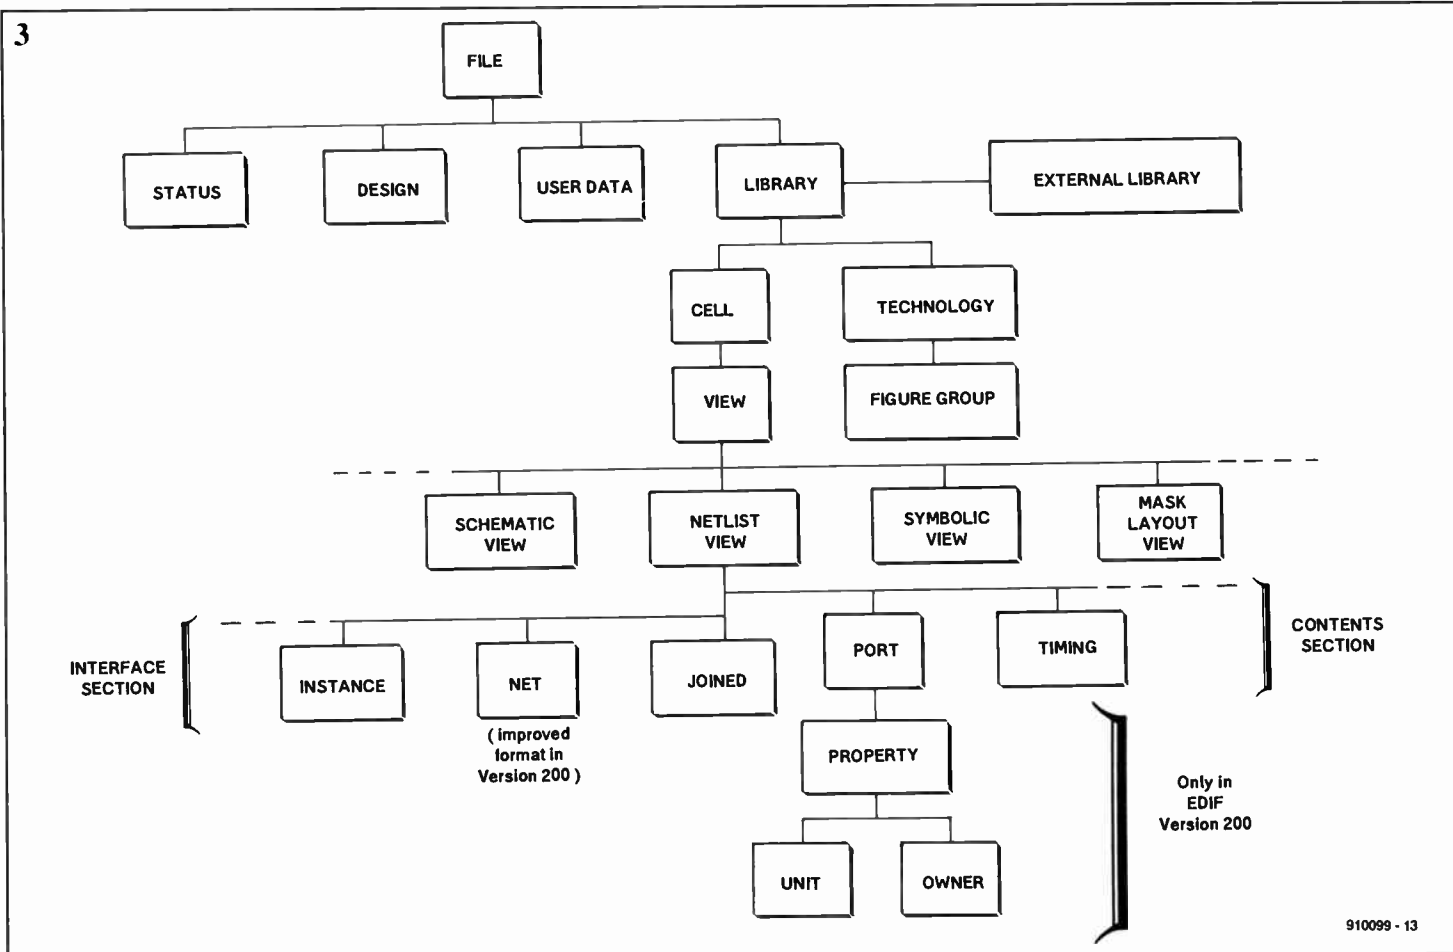 3
FILE
STATUS
DESIGN
USER DATA
LIBRARY
EXTERNAL LIBRARY
CELL
TECHNOLOGY
VIEW
FIGURE GROUP
SCHEMATIC
VIEW
NETLIST
VIEW
SYMBOLIC
VIEW
MASK
LAYOUT
VIEW
INTERFACE
SECTION
INSTANCE
NET
( improved
format in
Version 200 )
JOINED
PORT
TIMING
CONTENTS
SECTION
PROPERTY
UNIT
OWNER
Only in
EDIF
Version 200
910099 - 13